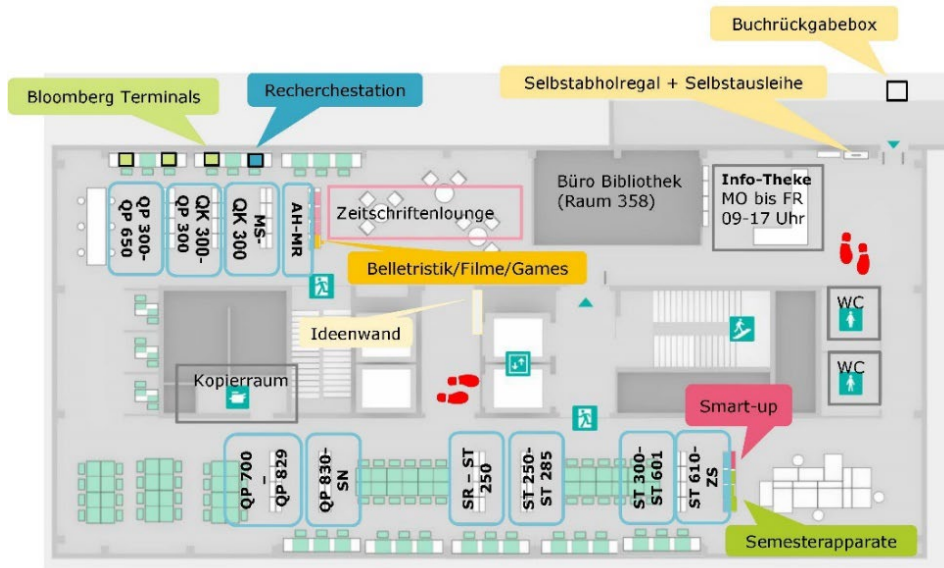 Buchrückgabebox
Selbstabholregal + Selbstausleihe
Bloomberg Terminals
Recherchestation
Büro Bibliothek
(Raum 358)
Info-Theke
MO bis FR
09-17 Uhr
QP 300-
QP 650
QK 300-
QP 300
MS-
QK 300
AH-MR
Zeitschriftenlounge
Belletristik/Filme/Games
Ideenwand
WC
WC
Kopierraum
Smart-up
QP 700
–
QP 829
QP 830-
SN
SR – ST
250
ST 250-
ST 285
ST 300-
ST 601
ST 610-
ZS
Semesterapparate